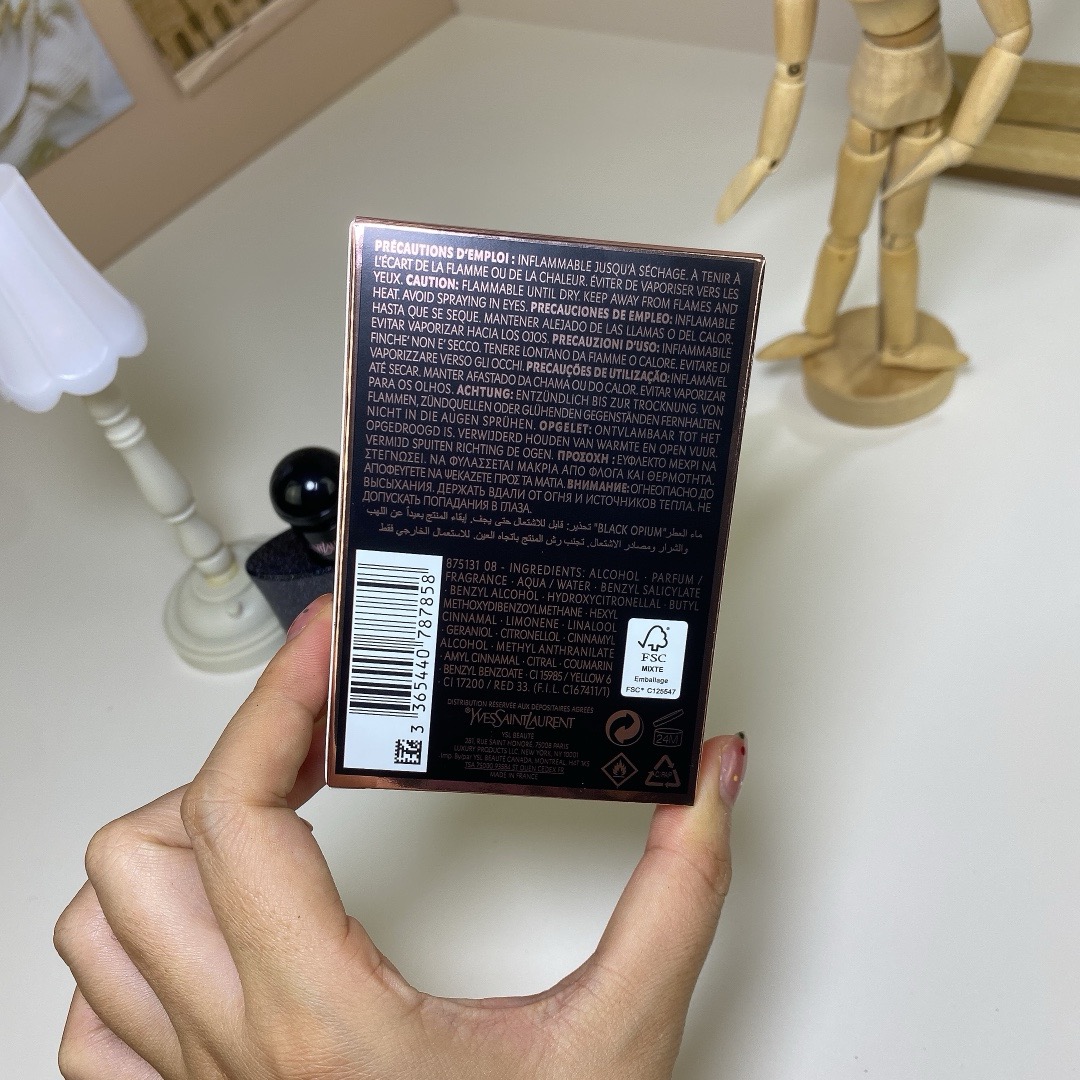 PRÉCAUTIONS D'EMPLOI : INFLAMMABLE JUSQU'À SÉCHAGE. À TENIR À
L'ÉCART DE LA FLAMME OU DE LA CHALEUR. ÉVITER DE VAPORISER VERS LES
YEUX. CAUTION: FLAMMABLE UNTIL DRY. KEEP AWAY FROM FLAMES AND
HEAT. AVOID SPRAYING IN EYES. PRECAUCIONES DE EMPLEO: INFLAMABLE
HASTA QUE SE SEQUE. MANTENER ALEJADO DE LAS LLAMAS O DEL CALOR.
EVITAR VAPORIZAR HACIA LOS OJOS. PRECAUZIONI D'USO: INFIAMMABILE
FINCHE' NON E' SECCO. TENERE LONTANO DA FIAMME O CALORE. EVITARE DI
VAPORIZZARE VERSO GLI OCCHI. PRECAUÇÕES DE UTILIZAÇÃO: INFLAMÁVEL
ATÉ SECAR. MANTER AFASTADO DA CHAMA OU DO CALOR. EVITAR VAPORIZAR
PARA OS OLHOS. ACHTUNG: ENTZÜNDLICH BIS ZUR TROCKNUNG. VON
FLAMMEN, ZÜNDQUELLEN ODER GLÜHENDEN GEGENSTÄNDEN FERNHALTEN.
NICHT IN DIE AUGEN SPRÜHEN. OPGELET: ONTVLAMBAAR TOT HET
OPGEDROOGD IS. VERWIJDERD HOUDEN VAN WARMTE EN OPEN VUUR.
VERMIJD SPUITEN RICHTING DE OGEN. ΠΡΟΣΟΧΗ : ΕΥΦΛΕΚΤΟ ΜΕΧΡΙ ΝΑ
ΣΤΕΓΝΩΣΕΙ. ΝΑ ΦΥΛΑΣΣΕΤΑΙ ΜΑΚΡΙΑ ΑΠΟ ΦΛΟΓΑ ΚΑΙ ΘΕΡΜΟΤΗΤΑ.
ΑΠΟΦΕΥΓΕΤΕ ΝΑ ΨΕΚΑΖΕΤΕ ΠΡΟΣ ΤΑ ΜΑΤΙΑ. ВНИМАНИЕ: ОГНЕОПАСНО ДО
ВЫСЫХАНИЯ. ДЕРЖАТЬ ВДАЛИ ОТ ОГНЯ И ИСТОЧНИКОВ ТЕПЛА. НЕ
ДОПУСКАТЬ ПОПАДАНИЯ В ГЛАЗА.
ماء العطر "BLACK OPIUM" تحذير: قابل للاشتعال حتى يجف. إبقاء المنتج بعيداً عن اللهب
والشرار ومصادر الاشتعال. تجنب رش المنتج باتجاه العين. للاستعمال الخارجي فقط
875131 08 - INGREDIENTS: ALCOHOL · PARFUM /
FRAGRANCE · AQUA / WATER · BENZYL SALICYLATE
· BENZYL ALCOHOL · HYDROXYCITRONELLAL · BUTYL
METHOXYDIBENZOYLMETHANE · HEXYL
CINNAMAL · LIMONENE · LINALOOL
· GERANIOL · CITRONELLOL · CINNAMYL
ALCOHOL · METHYL ANTHRANILATE
· AMYL CINNAMAL · CITRAL · COUMARIN
· BENZYL BENZOATE · CI 15985 / YELLOW 6
· CI 17200 / RED 33. (F.I.L. C167411/1)
3 365440 787858
FSC
MIXTE
Emballage
FSC® C125547
DISTRIBUTION RÉSERVÉE AUX DÉPOSITAIRES AGRÉÉS
®YVESSAINTLAURENT
YSL BEAUTÉ
281, RUE SAINT HONORÉ, 75008 PARIS
LUXURY PRODUCTS LLC, NEW YORK, NY 10001
YSL BEAUTÉ CANADA, MONTREAL
MADE IN FRANCE
24M